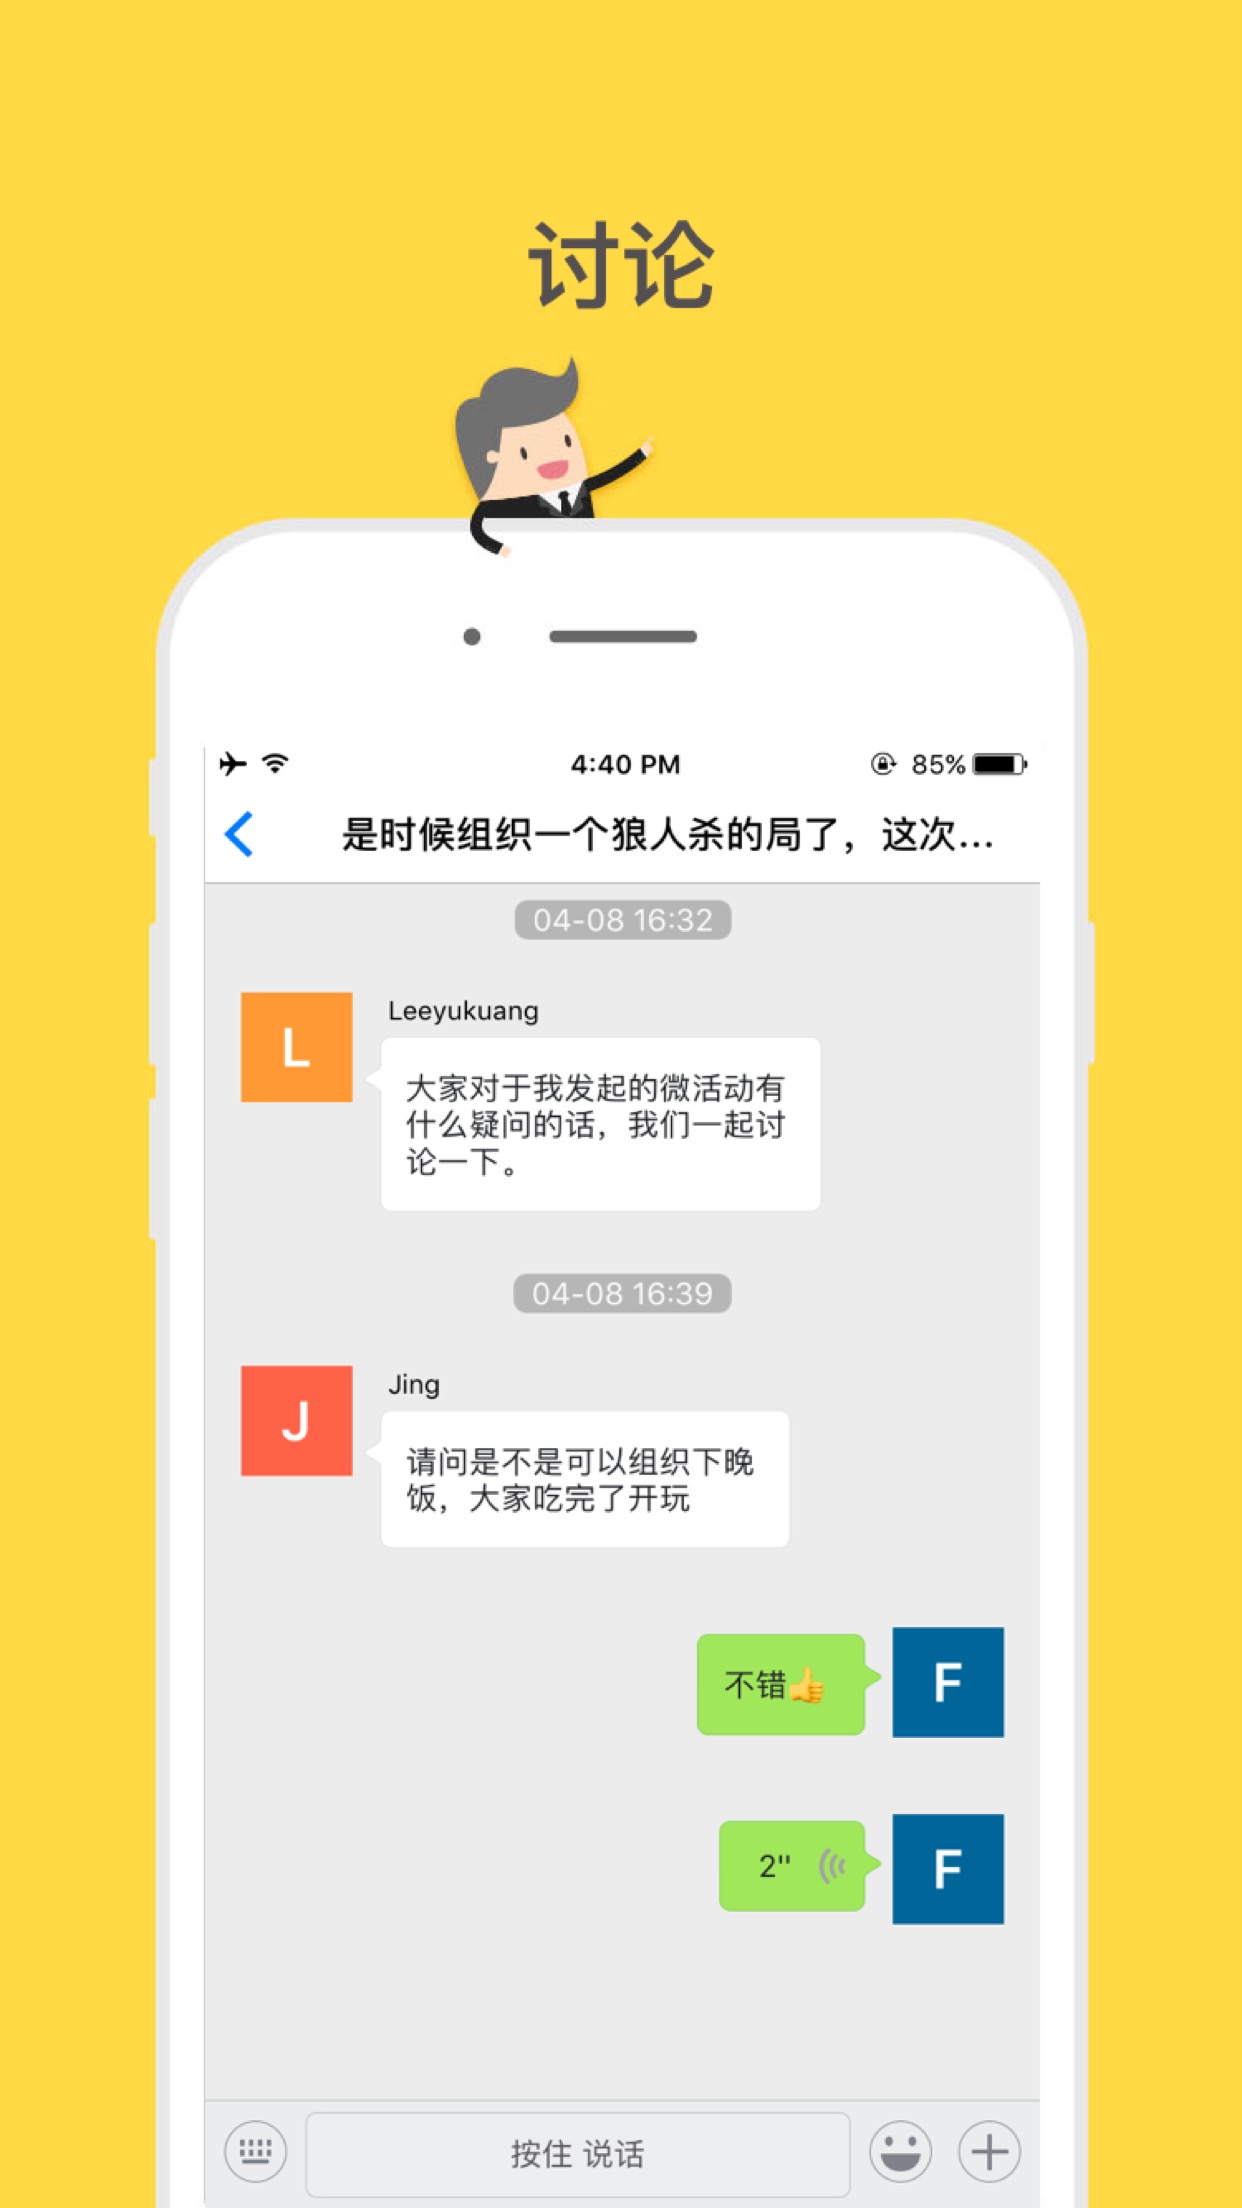 讨论
4:40 PM
85%
是时候组织一个狼人杀的局了，这次...
04-08 16:32
L
Leeyukuang
大家对于我发起的微活动有
什么疑问的话，我们一起讨
论一下。
04-08 16:39
J
Jing
请问是不是可以组织下晚
饭，大家吃完了开玩
不错👍
F
2''
F
按住 说话